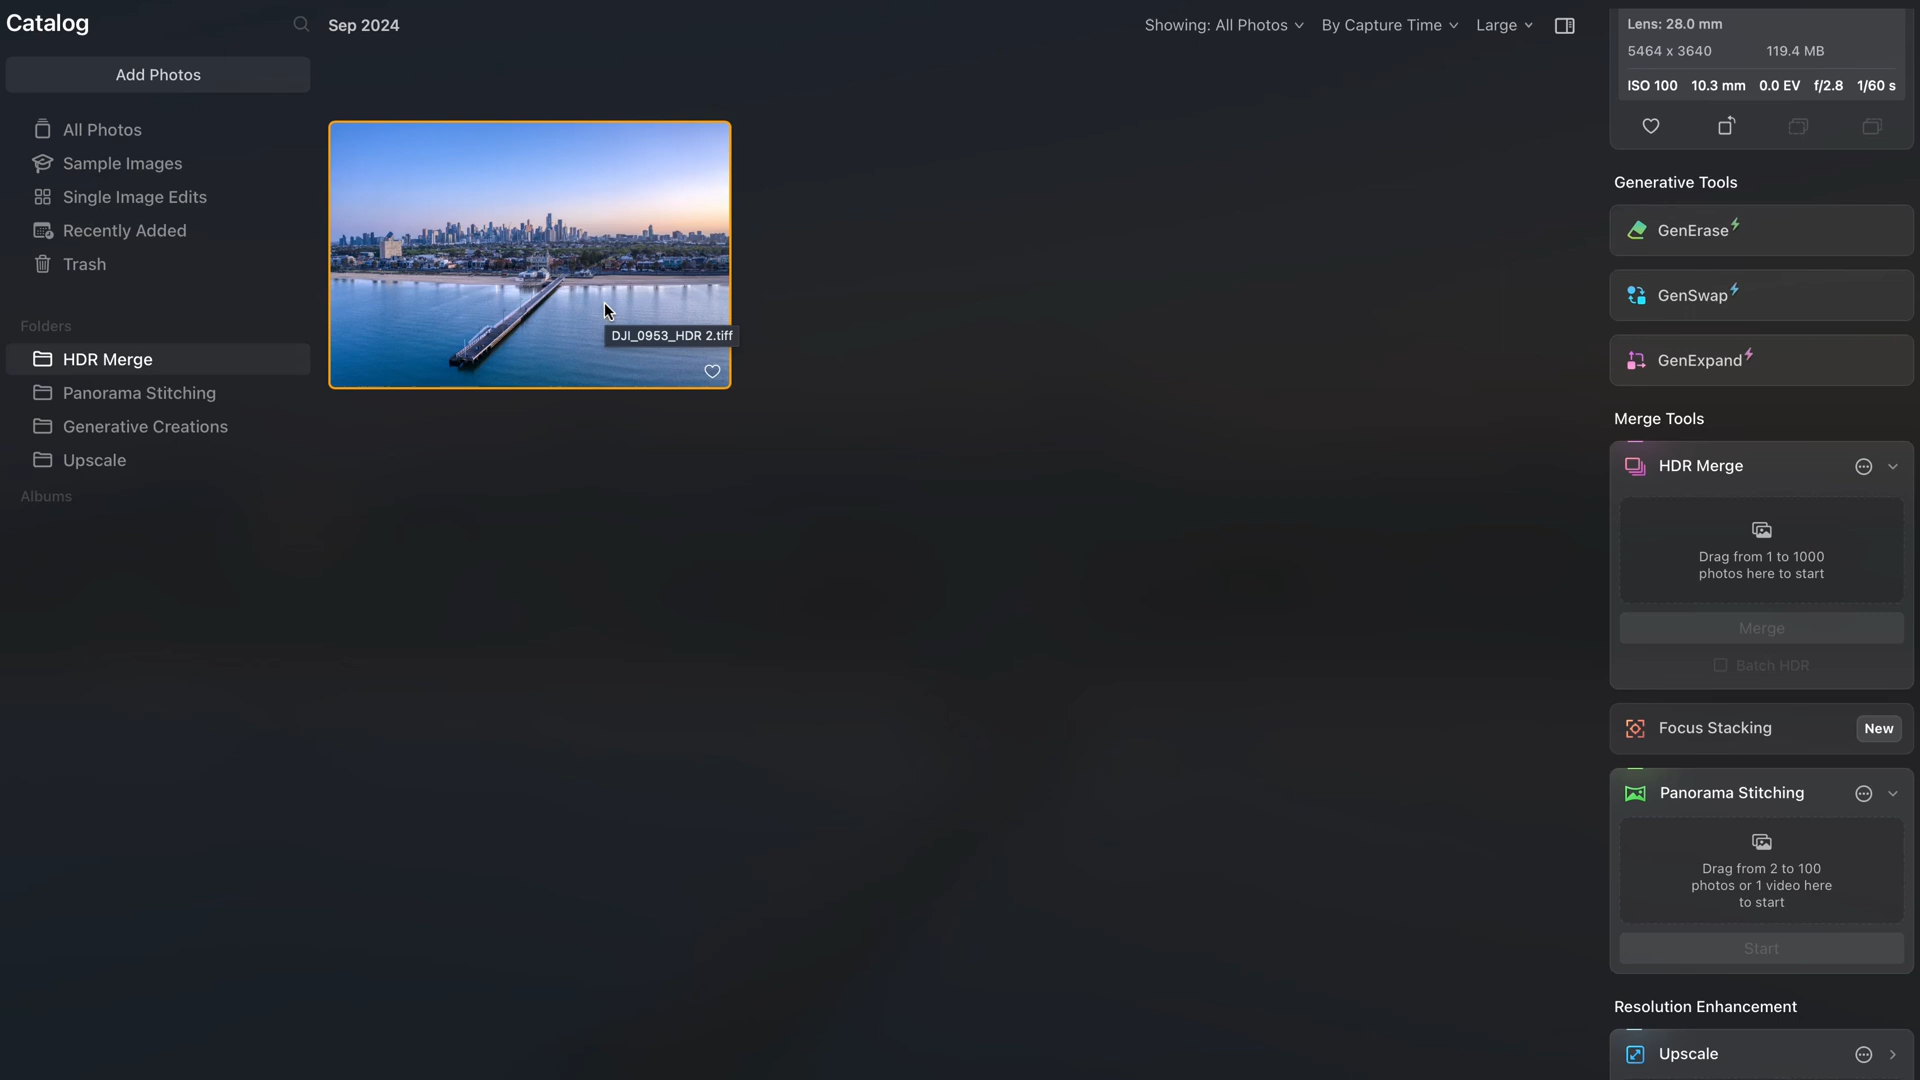 Catalog
Sep 2024
Showing: All Photos
By Capture Time
Large
Add Photos
All Photos
Sample Images
Single Image Edits
Recently Added
Trash
Folders
HDR Merge
Panorama Stitching
Generative Creations
Upscale
Albums
DJI_0953_HDR 2.tiff
Lens: 28.0 mm
5464 x 3640 119.4 MB
ISO 100 10.3 mm 0.0 EV f/2.8 1/60 s
Generative Tools
GenErase
GenSwap
GenExpand
Merge Tools
HDR Merge
Drag from 1 to 1000
photos here to start
Merge
Batch HDR
Focus Stacking New
Panorama Stitching
Drag from 2 to 100
photos or 1 video here
to start
Start
Resolution Enhancement
Upscale